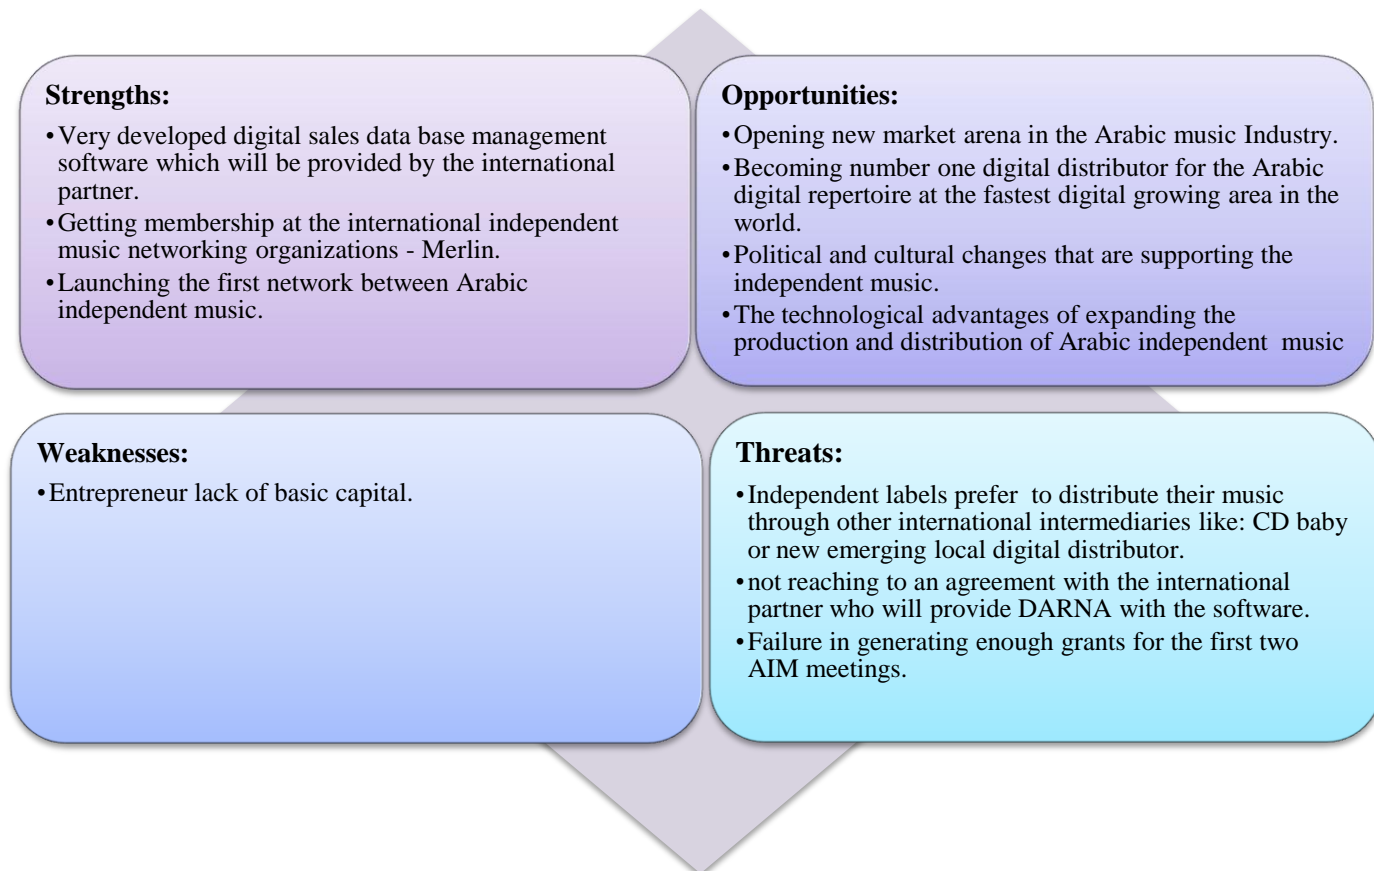 Strengths:
•Very developed digital sales data base management
software which will be provided by the international
partner.
•Getting membership at the international independent
music networking organizations - Merlin.
•Launching the first network between Arabic
independent music.
Opportunities:
•Opening new market arena in the Arabic music Industry.
•Becoming number one digital distributor for the Arabic
digital repertoire at the fastest digital growing area in the
world.
•Political and cultural changes that are supporting the
independent music.
•The technological advantages of expanding the
production and distribution of Arabic independent  music
Weaknesses:
•Entrepreneur lack of basic capital.
Threats:
•Independent labels prefer  to distribute their music
through other international intermediaries like: CD baby
or new emerging local digital distributor.
•not reaching to an agreement with the international
partner who will provide DARNA with the software.
•Failure in generating enough grants for the first two
AIM meetings.